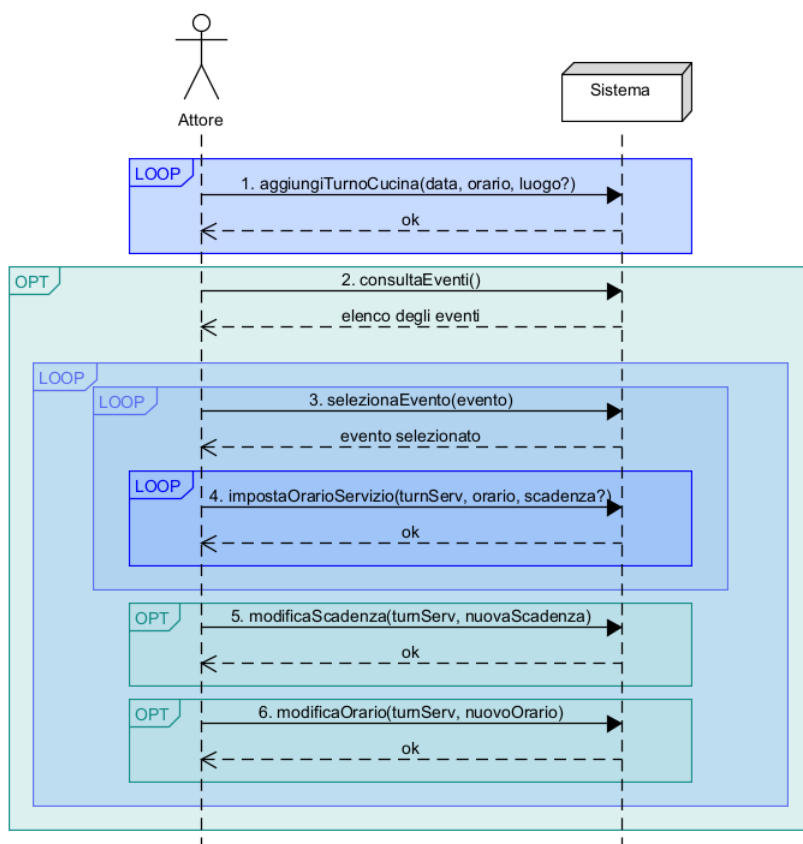 Attore
Sistema
LOOP
1. aggiungiTurnoCucina(data, orario, luogo?)
ok
OPT
2. consultaEventi()
elenco degli eventi
LOOP
LOOP
3. selezionaEvento(evento)
evento selezionato
LOOP
4. impostaOrarioServizio(turnServ, orario, scadenza?)
ok
OPT
5. modificaScadenza(turnServ, nuovaScadenza)
ok
OPT
6. modificaOrario(turnServ, nuovoOrario)
ok